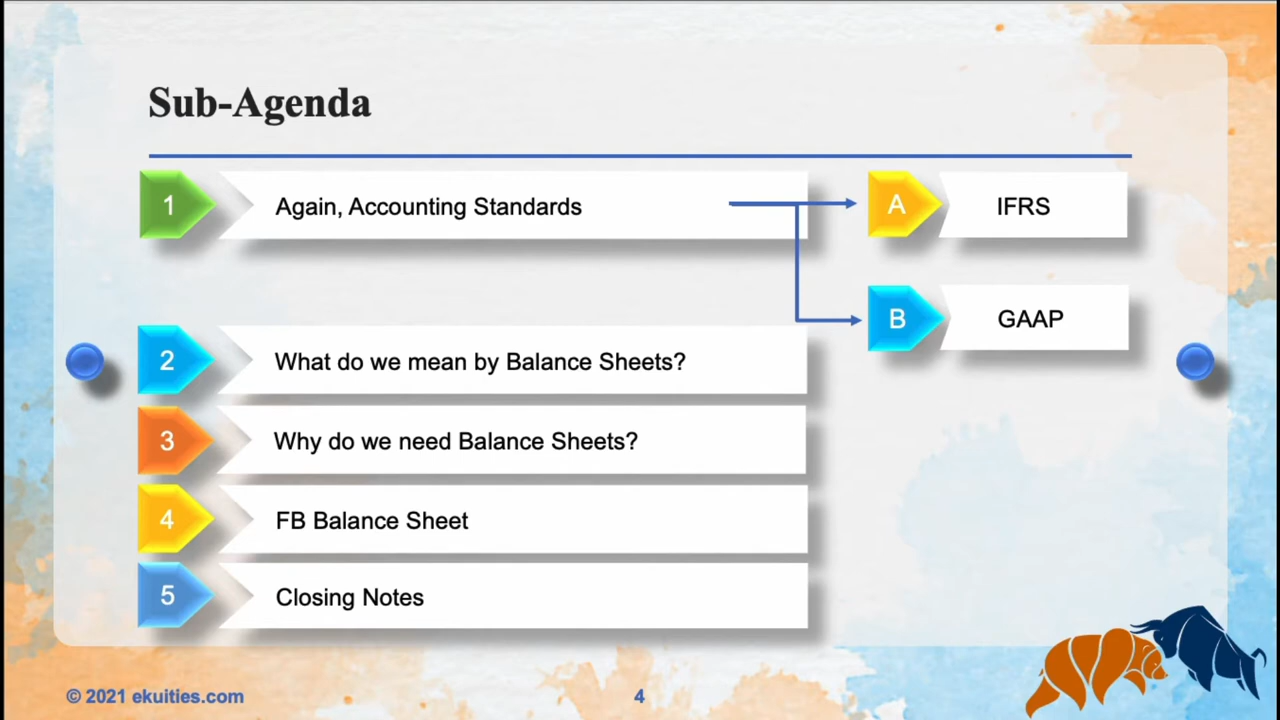 Sub-Agenda
1 Again, Accounting Standards
A IFRS
B GAAP
2 What do we mean by Balance Sheets?
3 Why do we need Balance Sheets?
4 FB Balance Sheet
5 Closing Notes
© 2021 ekuities.com
4